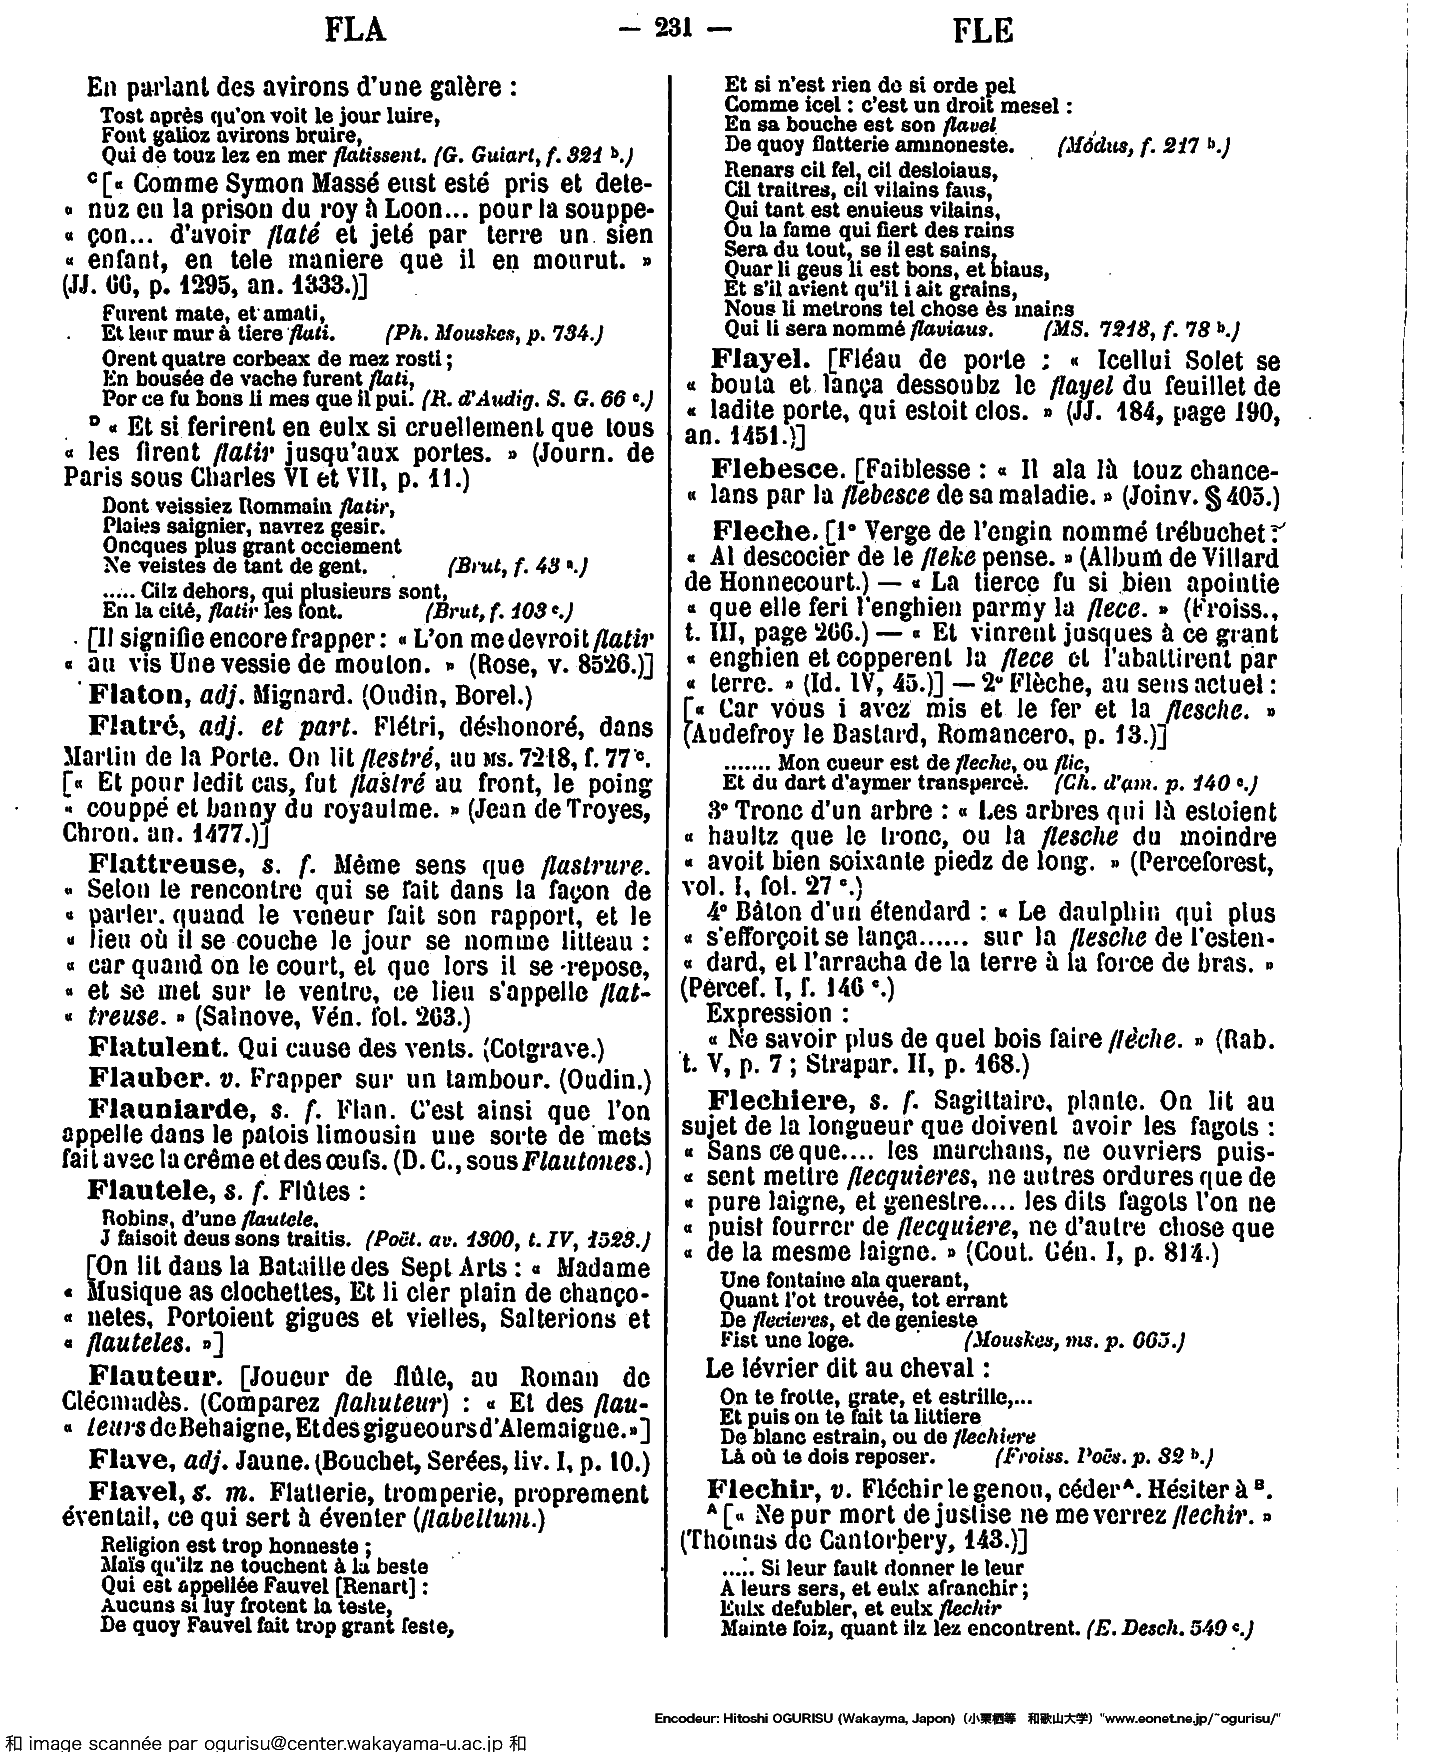 FLA — 231 — FLE
En parlant des avirons d'une galère :
Tost après qu'on voit le jour luire,
Font galioz avirons bruire,
Qui de touz lez en mer flatissent. (G. Guiart, f. 321 b.)
C [« Comme Symon Massé eust esté pris et dete-
« nuz en la prison du roy à Loon... pour la souppe-
« çon... d'avoir flaté et jeté par terre un sien
« enfant, en tele maniere que il en mourut. »
(JJ. 66, p. 1295, an. 1333.)]
Furent mate, et amati,
Et leur mur à tiere flati. (Ph. Mouskes, p. 734.)
Orent quatre corbeax de mez rosti ;
En bousée de vache furent flati,
Por ce fu bons li mes que il pui. (R. d'Audig. S. G. 66 c.)
D « Et si ferirent en eulx si cruellement que tous
« les firent flatir jusqu'aux portes. » (Journ. de
Paris sous Charles VI et VII, p. 11.)
Dont veissiez Rommain flatir,
Plaies saignier, navrez gesir.
Oncques plus grant occiement
Ne veistes de tant de gent. (Brut, f. 43 a.)
..... Cilz dehors, qui plusieurs sont,
En la cité, flatir les font. (Brut, f. 103 c.)
[Il signifie encore frapper : « L'on me devroit flatir
« au vis Une vessie de mouton. » (Rose, v. 8526.)]
Flaton, adj. Mignard. (Oudin, Borel.)
Flatré, adj. et part. Flétri, déshonoré, dans
Martin de la Porte. On lit flestré, au MS. 7218, f. 77 c.
[« Et pour ledit cas, fut flastré au front, le poing
« couppé et banny du royaulme. » (Jean de Troyes,
Chron. an. 1477.)]
Flattreuse, s. f. Même sens que flastrure.
« Selon le rencontre qui se fait dans la façon de
« parler, quand le veneur fait son rapport, et le
« lieu où il se couche le jour se nomme litteau :
« car quand on le court, et que lors il se repose,
« et se met sur le ventre, ce lieu s'appelle flat-
« treuse. » (Salnove, Vén. fol. 263.)
Flatulent. Qui cause des vents. (Cotgrave.)
Flauber. v. Frapper sur un tambour. (Oudin.)
Flauniarde, s. f. Flan. C'est ainsi que l'on
appelle dans le patois limousin une sorte de mets
fait avec la crême et des œufs. (D. C., sous Flautones.)
Flautele, s. f. Flûtes :
Robins, d'une flautele,
J faisoit deus sons traitis. (Poët. av. 1300, t. IV, 1523.)
[On lit dans la Bataille des Sept Arts : « Madame
« Musique as clochettes, Et li cler plain de chanço-
« netes, Portoient gigues et vielles, Salterions et
« flauteles. »]
Flauteur. [Joueur de flûte, au Roman de
Cléomadès. (Comparez flahuteur) : « Et des flau-
« teurs de Behaigne, Et des gigueours d'Alemaigne. »]
Flave, adj. Jaune. (Bouchet, Serées, liv. I, p. 10.)
Flavel, s. m. Flatterie, tromperie, proprement
éventail, ce qui sert à éventer (flabellum.)
Religion est trop honneste ;
Maïs qu'ilz ne touchent à la beste
Qui est appellée Fauvel [Renart] :
Aucuns si luy frotent la teste,
De quoy Fauvel fait trop grant feste,
Et si n'est rien de si orde pel
Comme icel : c'est un droit mesel :
En sa bouche est son flavel
De quoy flatterie aminoneste. (Módus, f. 217 b.)
Renars cil fel, cil desloiaus,
Cil traitres, cil vilains faus,
Qui tant est enuieus vilains,
Ou la fame qui fiert des rains
Sera du tout, se il est sains,
Quar li geus li est bons, et biaus,
Et s'il avient qu'il i ait grains,
Nous li metrons tel chose ès mains
Qui li sera nommé flaviaus. (MS. 7218, f. 78 b.)
Flayel. [Fléau de porte : « Icellui Solet se
« bouta et lança dessoubz le flayel du feuillet de
« ladite porte, qui estoit clos. » (JJ. 184, page 190,
an. 1451.)]
Flebesce. [Faiblesse : « Il ala là touz chance-
« lans par la flebesce de sa maladie. » (Joinv. § 405.)
Fleche. [1° Verge de l'engin nommé trébuchet :
« Al descocier de le fleke pense. » (Album de Villard
de Honnecourt.) — « La tierce fu si bien apointie
« que elle feri l'enghien parmy la flece. » (Froiss.,
t. III, page 266.) — « Et vinrent jusques à ce grant
« enghien et copperent la flece et l'abattirent par
« terre. » (Id. IV, 45.)] — 2° Flèche, au sens actuel :
[« Car vous i avez mis et le fer et la flesche. »
(Audefroy le Bastard, Romancero, p. 13.)]
....... Mon cueur est de fleche, ou flic,
Et du dart d'aymer transpercé. (Ch. d'am. p. 140 c.)
3° Tronc d'un arbre : « Les arbres qui là estoient
« haultz que le tronc, ou la flesche du moindre
« avoit bien soixante piedz de long. » (Perceforest,
vol. I, fol. 27 c.)
4° Bâton d'un étendard : « Le daulphin qui plus
« s'efforçoit se lança...... sur la flesche de l'esten-
« dard, et l'arracha de la terre à la force de bras. »
(Percef. I, f. 146 c.)
Expression :
« Ne savoir plus de quel bois faire flèche. » (Rab.
t. V, p. 7 ; Strapar. II, p. 168.)
Flechiere, s. f. Sagittaire, plante. On lit au
sujet de la longueur que doivent avoir les fagots :
« Sans ce que.... les marchans, ne ouvriers puis-
« sent mettre flecquieres, ne autres ordures que de
« pure laigne, et genestre.... les dits fagots l'on ne
« puist fourrer de flecquiere, ne d'autre chose que
« de la mesme laigne. » (Cout. Gén. I, p. 814.)
Une fontaine ala querant,
Quant l'ot trouvée, tot errant
De flecieres, et de genieste
Fist une loge. (Mouskes, ms. p. 665.)
Le lévrier dit au cheval :
On te frotte, grate, et estrille,...
Et puis on te fait ta littiere
De blanc estrain, ou de flechiere
Là où te dois reposer. (Froiss. Poës. p. 82 b.)
Flechir, v. Fléchir le genou, céder A. Hésiter à B.
A [« Ne pur mort de justise ne me verrez flechir. »
(Thomas de Cantorbery, 143.)]
..... Si leur fault donner le leur
A leurs sers, et eulx afranchir ;
Eulx defubler, et eulx flechir
Mainte foiz, quant ilz lez encontrent. (E. Desch. 549 c.)
Encodeur: Hitoshi OGURISU (Wakayma, Japon)（小栗栖等　和歌山大学）"www.eonet.ne.jp/~ogurisu/"
和 image scannée par ogurisu@center.wakayama-u.ac.jp 和